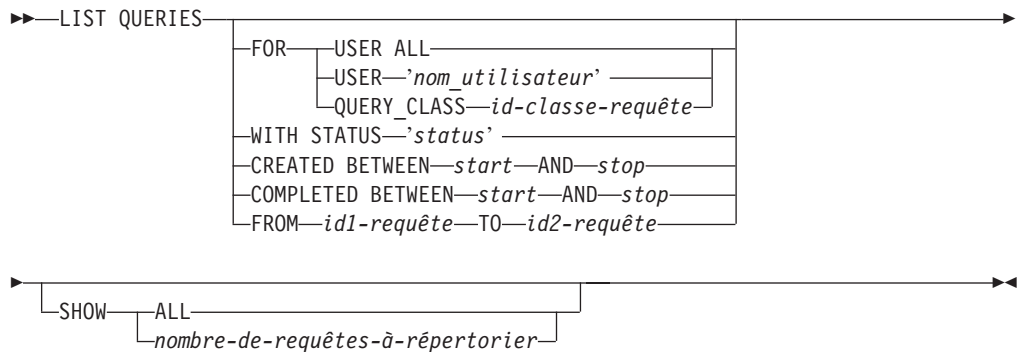 LIST QUERIES
FOR USER ALL
USER ’nom_utilisateur’
QUERY_CLASS id-classe-requête
WITH STATUS ’status’
CREATED BETWEEN start AND stop
COMPLETED BETWEEN start AND stop
FROM id1-requête TO id2-requête
SHOW ALL
nombre-de-requêtes-à-répertorier